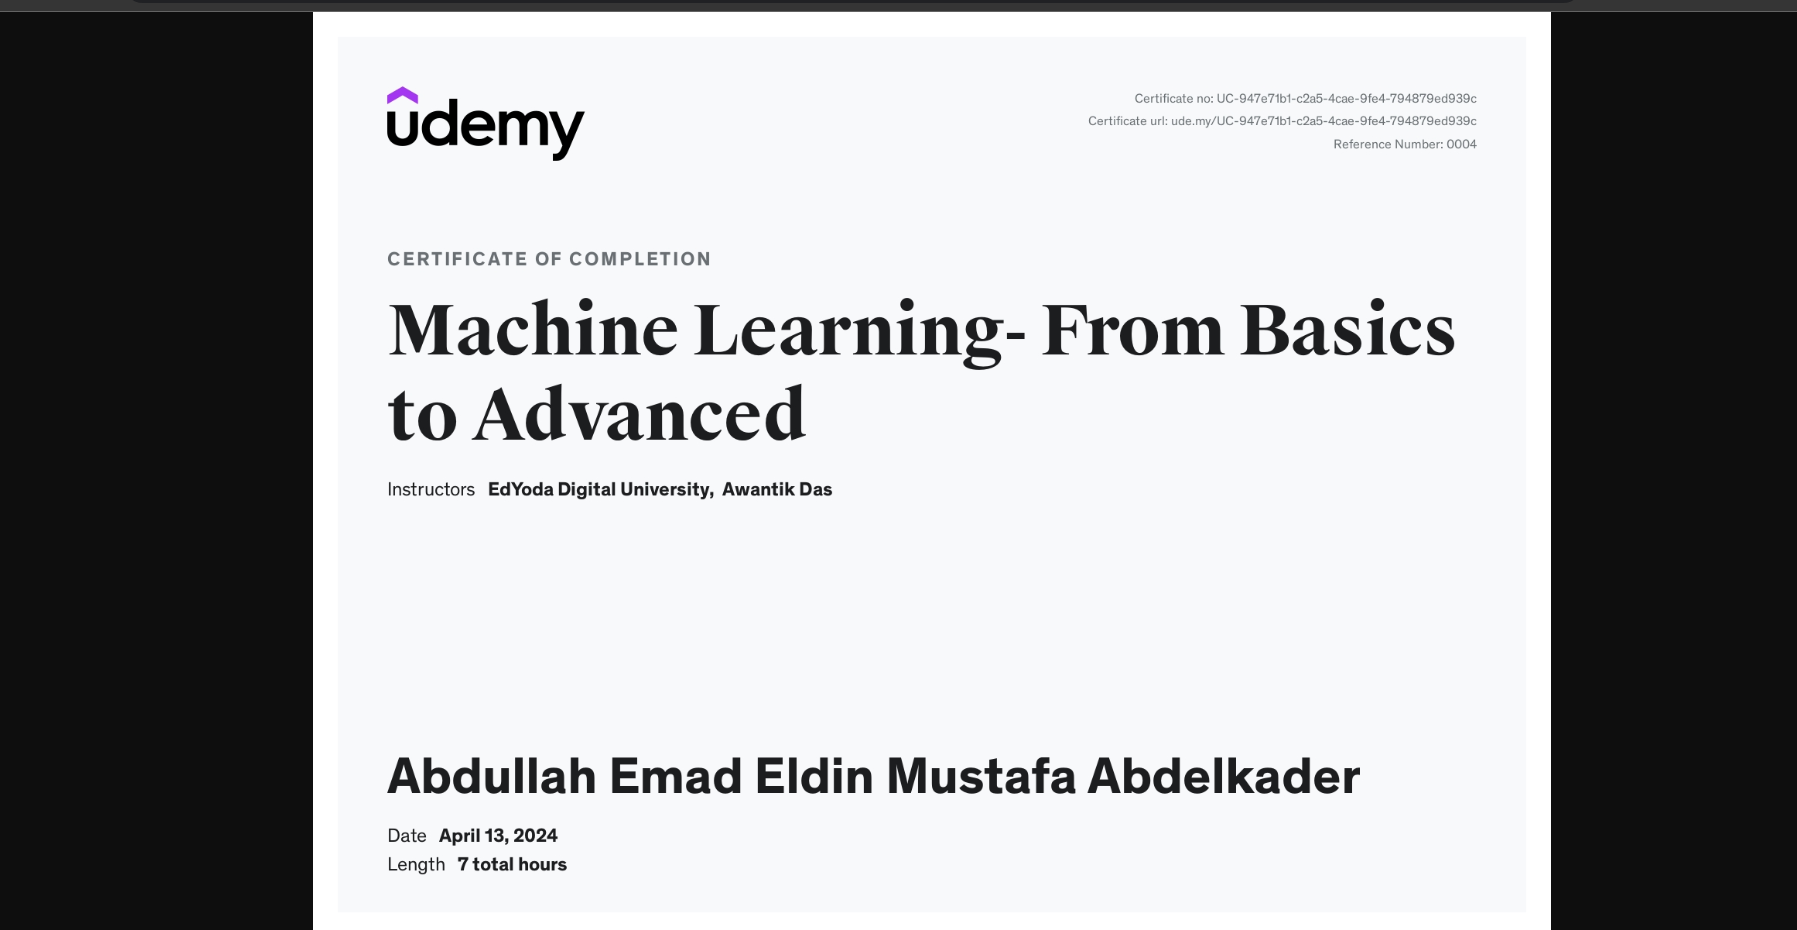 udemy
Certificate no: UC-947e71b1-c2a5-4cae-9fe4-794879ed939c
Certificate url: ude.my/UC-947e71b1-c2a5-4cae-9fe4-794879ed939c
Reference Number: 0004
CERTIFICATE OF COMPLETION
Machine Learning- From Basics
to Advanced
Instructors EdYoda Digital University, Awantik Das
Abdullah Emad Eldin Mustafa Abdelkader
Date April 13, 2024
Length 7 total hours